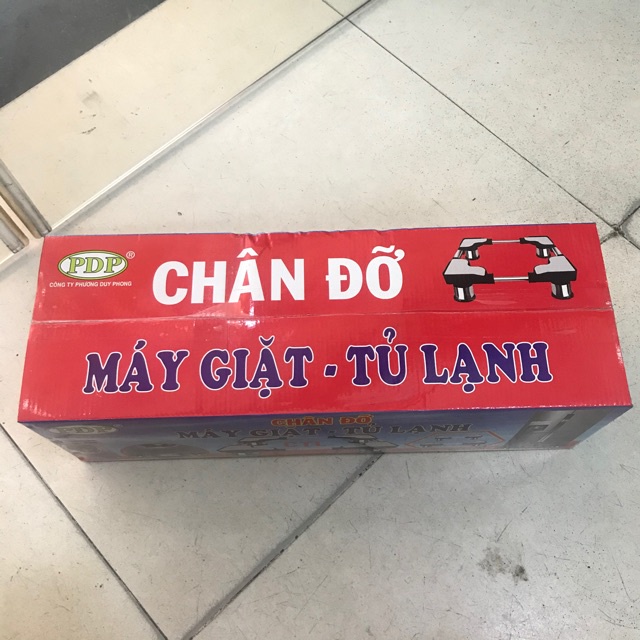 PDP®
CÔNG TY PHƯƠNG DUY PHONG
CHÂN ĐỠ
MÁY GIẶT - TỦ LẠNH
PDP
CHÂN ĐỠ
MÁY GIẶT - TỦ LẠNH